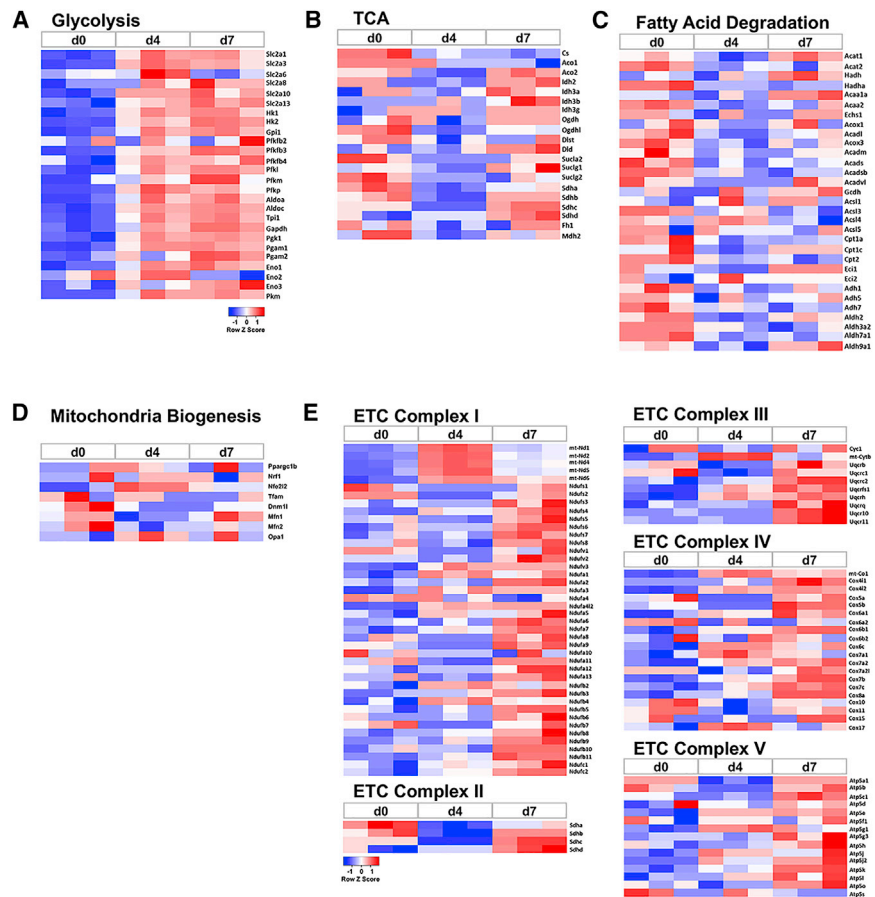 A Glycolysis
d0 d4 d7
Slc2a1
Slc2a3
Slc2a6
Slc2a8
Slc2a10
Slc2a13
Hk1
Hk2
Gpi1
Pfkfb2
Pfkfb3
Pfkfb4
Pfkl
Pfkm
Pfkp
Aldoa
Aldoc
Tpi1
Gapdh
Pgk1
Pgam1
Pgam2
Eno1
Eno2
Eno3
Pkm
-1 1
Row Z Score
B TCA
d0 d4 d7
Cs
Aco1
Aco2
Idh2
Idh3a
Idh3b
Idh3g
Ogdh
Ogdhl
Dlst
Dld
Sucla2
Suclg1
Suclg2
Sdha
Sdhb
Sdhc
Sdhd
Fh1
Mdh2
C Fatty Acid Degradation
d0 d4 d7
Acat1
Acat2
Hadh
Hadha
Acaa1a
Acaa2
Echs1
Acox1
Acadl
Acox3
Acadm
Acads
Acadsb
Acadvl
Gcdh
Acsl1
Acsl3
Acsl4
Acsl5
Cpt1a
Cpt1c
Cpt2
Eci1
Eci2
Adh1
Adh5
Adh7
Aldh2
Aldh3a2
Aldh7a1
Aldh9a1
D Mitochondria Biogenesis
d0 d4 d7
Ppargc1b
Nrf1
Nfe2l2
Tfam
Dnm1l
Mfn1
Mfn2
Opa1
E ETC Complex I
d0 d4 d7
mt-Nd1
mt-Nd2
mt-Nd4
mt-Nd5
mt-Nd6
Ndufs1
Ndufs2
Ndufs3
Ndufs4
Ndufs5
Ndufs6
Ndufs7
Ndufs8
Ndufv1
Ndufv2
Ndufv3
Ndufa1
Ndufa2
Ndufa3
Ndufa4
Ndufa4l2
Ndufa5
Ndufa6
Ndufa7
Ndufa8
Ndufa9
Ndufa10
Ndufa11
Ndufa12
Ndufa13
Ndufb2
Ndufb3
Ndufb4
Ndufb5
Ndufb6
Ndufb7
Ndufb8
Ndufb9
Ndufb10
Ndufb11
Ndufc1
Ndufc2
ETC Complex II
d0 d4 d7
Sdha
Sdhb
Sdhc
Sdhd
-1 1
Row Z Score
ETC Complex III
d0 d4 d7
Cyc1
mt-Cytb
Uqcrb
Uqcrc1
Uqcrc2
Uqcrfs1
Uqcrh
Uqcrq
Uqcr10
Uqcr11
ETC Complex IV
d0 d4 d7
mt-Co1
Cox4i1
Cox4i2
Cox5a
Cox5b
Cox6a1
Cox6a2
Cox6b1
Cox6b2
Cox6c
Cox7a1
Cox7a2
Cox7a2l
Cox7b
Cox7c
Cox8a
Cox10
Cox11
Cox15
Cox17
ETC Complex V
d0 d4 d7
Atp5a1
Atp5b
Atp5c1
Atp5d
Atp5e
Atp5f1
Atp5g1
Atp5g3
Atp5h
Atp5j
Atp5j2
Atp5k
Atp5l
Atp5o
Atp5s